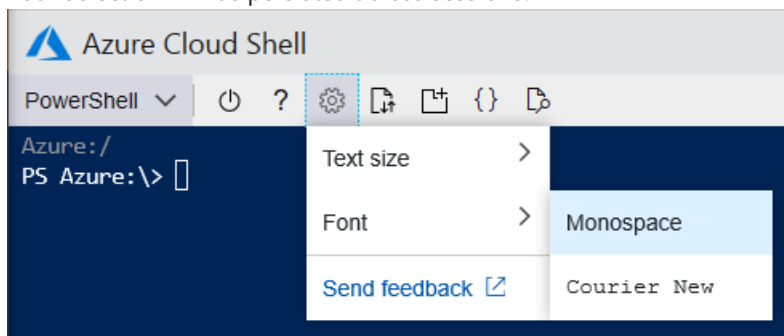 Azure Cloud Shell
PowerShell
?
{}
Azure:/
PS Azure:\>
Text size
Font
Monospace
Send feedback
Courier New